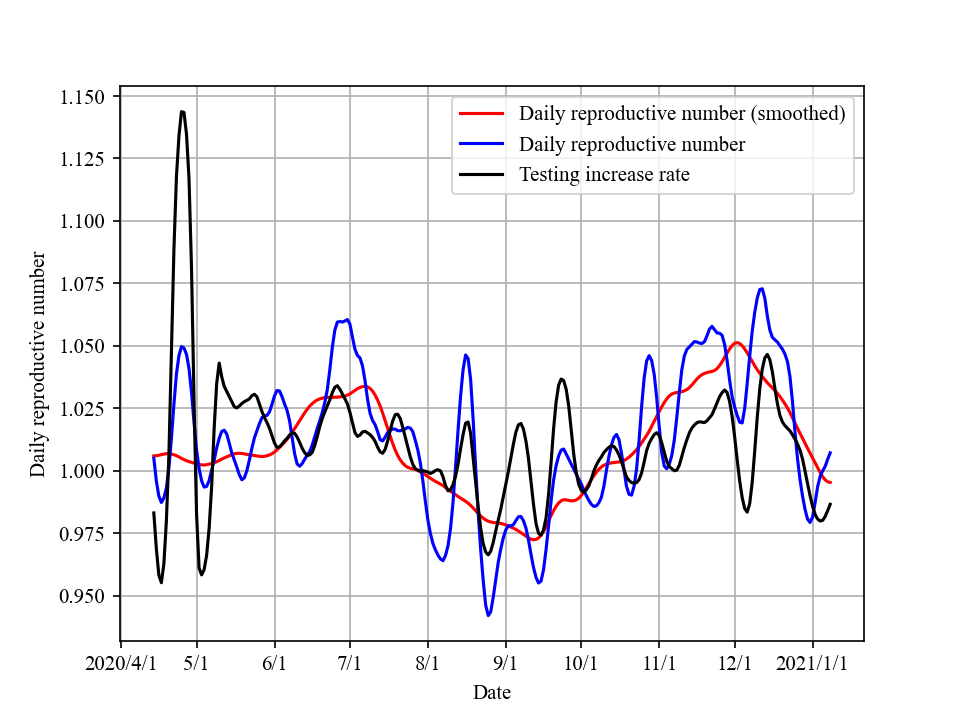 Daily reproductive number (smoothed)
Daily reproductive number
Testing increase rate
Daily reproductive number
1.150
1.125
1.100
1.075
1.050
1.025
1.000
0.975
0.950
2020/4/1 5/1 6/1 7/1 8/1 9/1 10/1 11/1 12/1 2021/1/1
Date